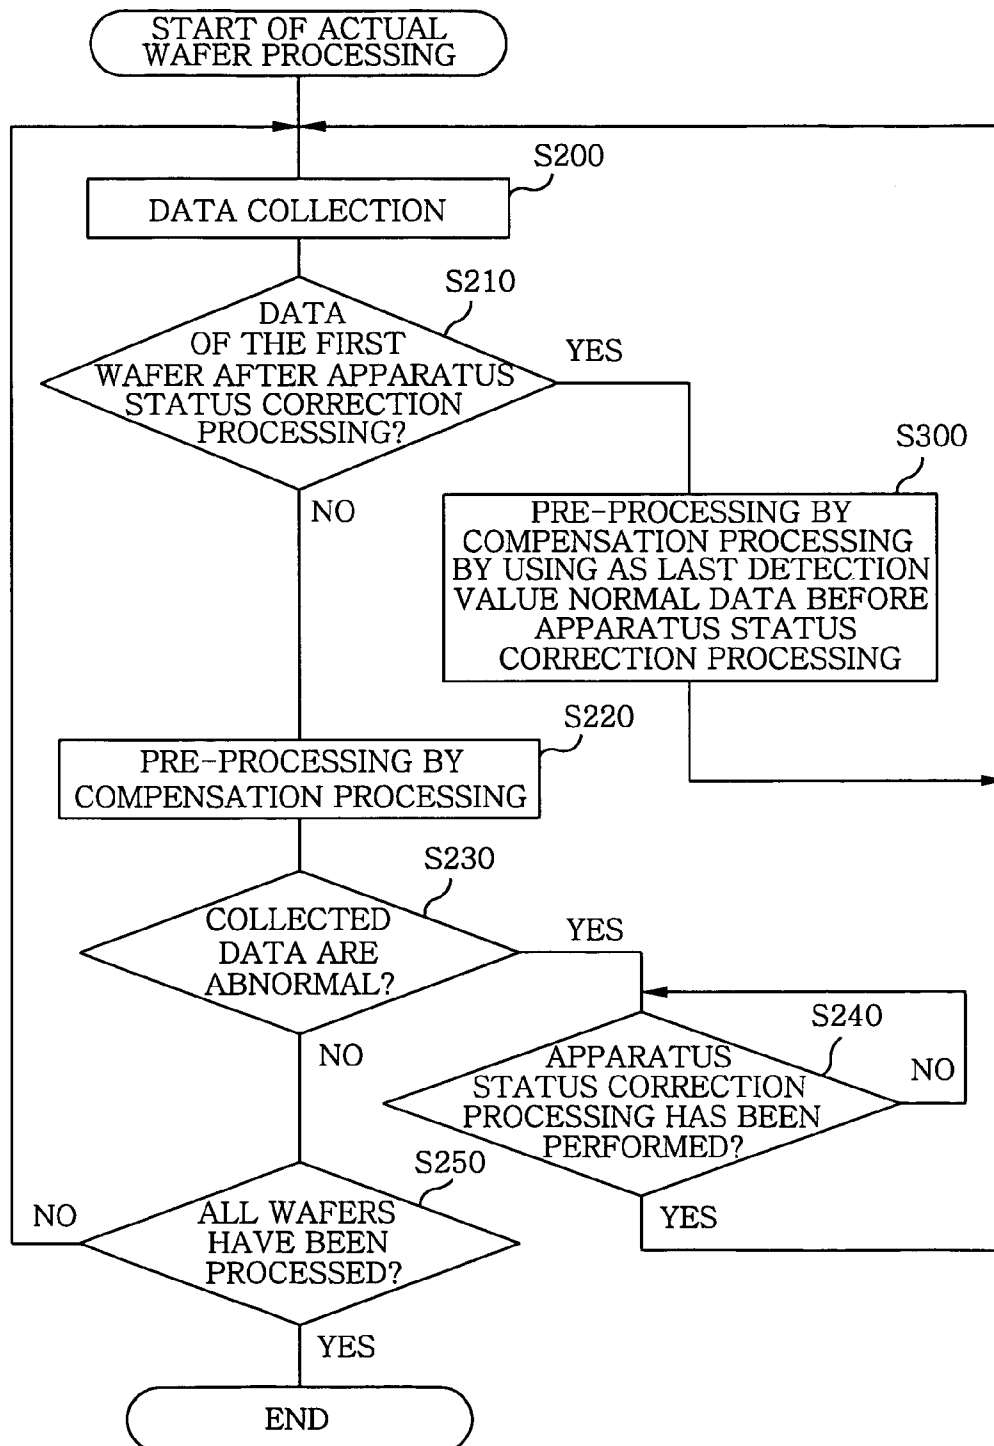 START OF ACTUAL
WAFER PROCESSING
S200
DATA COLLECTION
S210
DATA
OF THE FIRST
WAFER AFTER APPARATUS
STATUS CORRECTION
PROCESSING?
YES
NO
S300
PRE-PROCESSING BY
COMPENSATION PROCESSING
BY USING AS LAST DETECTION
VALUE NORMAL DATA BEFORE
APPARATUS STATUS
CORRECTION PROCESSING
S220
PRE-PROCESSING BY
COMPENSATION PROCESSING
S230
COLLECTED
DATA ARE
ABNORMAL?
YES
NO
S240
APPARATUS
STATUS CORRECTION
PROCESSING HAS BEEN
PERFORMED?
NO
YES
S250
ALL WAFERS
HAVE BEEN
PROCESSED?
NO
YES
END